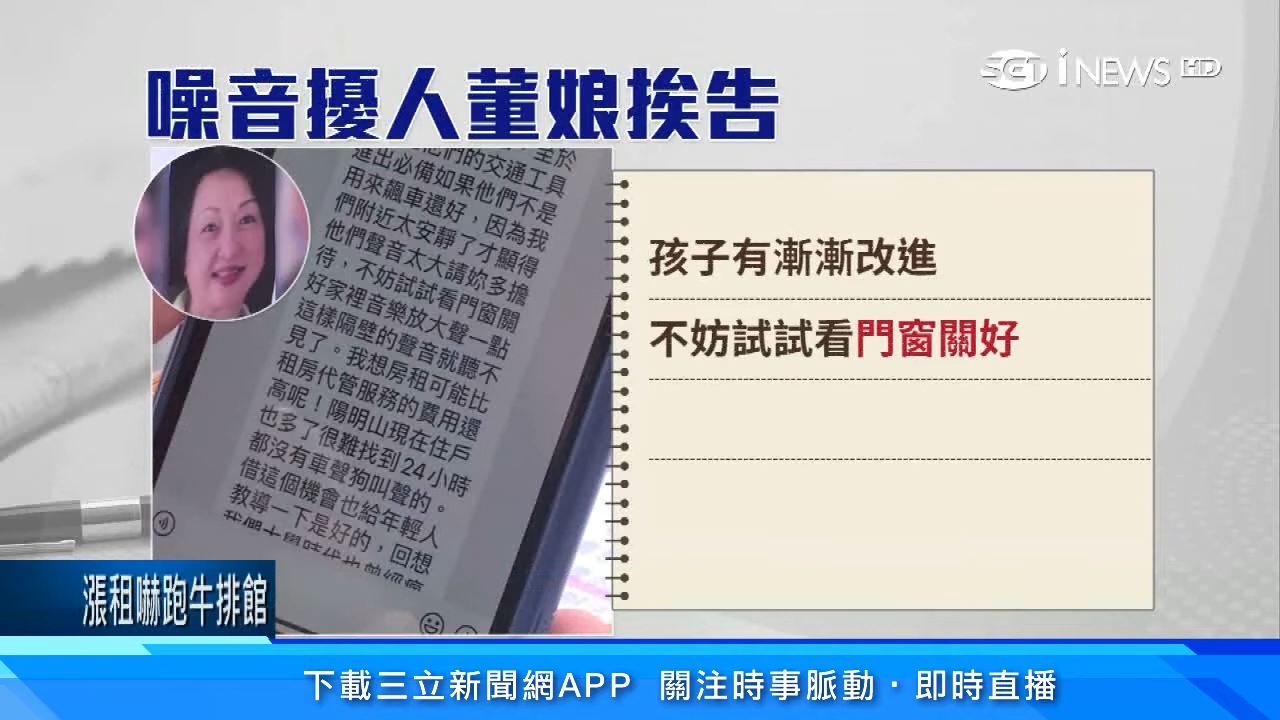 噪音擾人董娘挨告
SET iNEWS HD
們的交通工具
進出必備如果他們不是
用來飆車還好，因為我
們附近太安靜了才顯得
他們聲音太大請妳多擔
待，不妨試試看門窗關
好家裡音樂放大聲一點
這樣隔壁的聲音就聽不
見了。我想房租可能比
租房代管服務的費用還
高呢！陽明山現在住戶
也多了很難找到24小時
都沒有車聲狗叫聲的。
借這個機會也給年輕人
教導一下是好的，回想
孩子有漸漸改進
不妨試試看門窗關好
漲租嚇跑牛排館
下載三立新聞網APP 關注時事脈動．即時直播